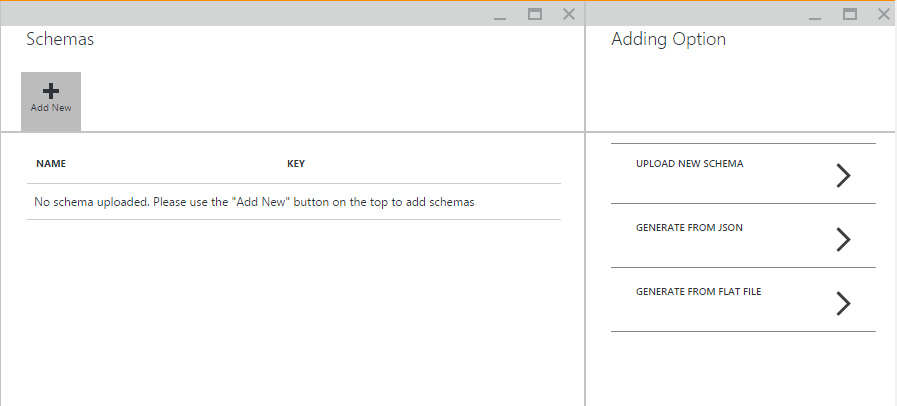 Schemas
Add New
NAME KEY
No schema uploaded. Please use the "Add New" button on the top to add schemas
Adding Option
UPLOAD NEW SCHEMA
GENERATE FROM JSON
GENERATE FROM FLAT FILE